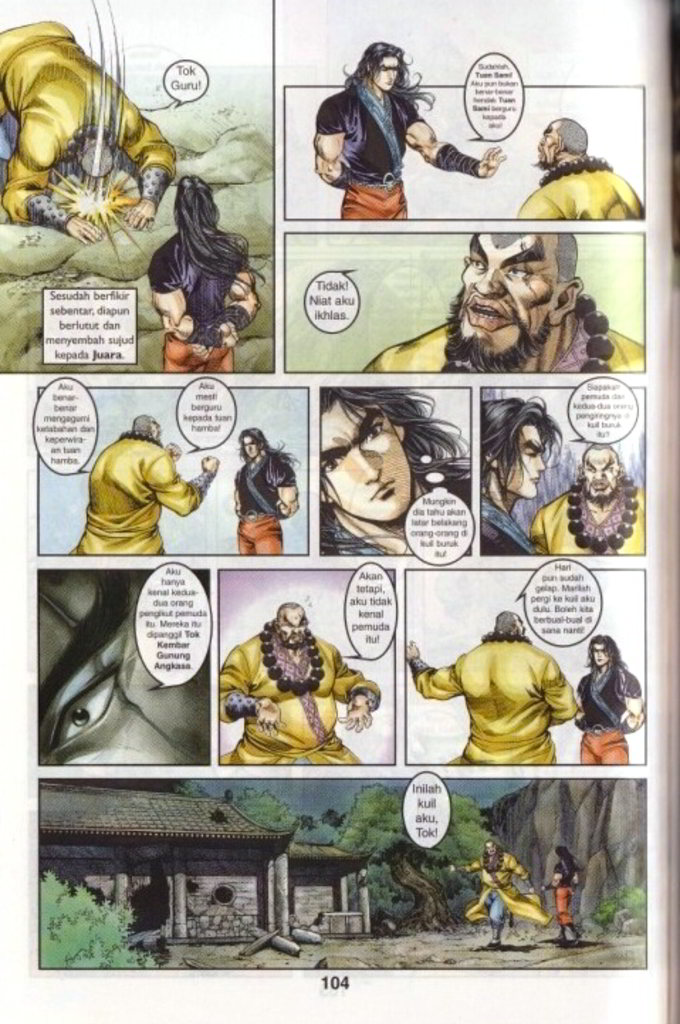 Tok
Guru!
Sesudah berfikir
sebentar, diapun
berlutut dan
menyembah sujud
kepada Juara.
Sudahlah,
Tuan Sami!
Aku pun bukan
benar-benar
hendak Tuan
Sami berguru
kepada
aku!
Tidak!
Niat aku
ikhlas.
Aku
benar-
benar
mengagumi
ketabahan dan
keperwira-
an tuan
hamba.
Aku
mesti
berguru
kepada tuan
hamba!
Mungkin
dia tahu akan
latar belakang
orang-orang di
kuil buruk
itu.
Siapakah
pemuda dan
kedua-dua orang
pengiringnya di
kuil buruk
itu?
Aku
hanya
kenal kedua-
dua orang
pengikut pemuda
itu. Mereka itu
dipanggil Tok
Kembar
Gunung
Angkasa.
Akan
tetapi,
aku tidak
kenal
pemuda
itu!
Hari
pun sudah
gelap. Marilah
pergi ke kuil aku
dulu. Boleh kita
berbual-bual di
sana nanti!
Inilah
kuil
aku,
Tok!
104